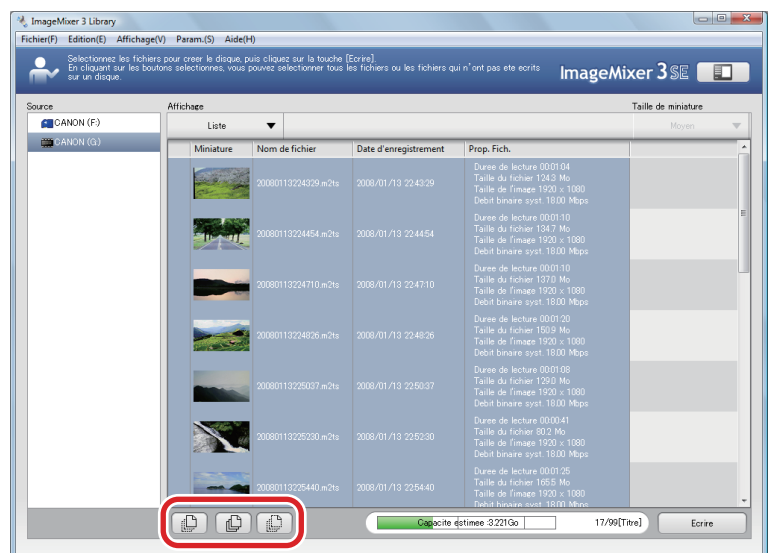 ImageMixer 3 Library
Fichier(F) Edition(E) Affichage(V) Param.(S) Aide(H)
Selectionnez les fichiers pour creer le disque, puis cliquez sur la touche [Ecrire].
En cliquant sur les boutons selectionnes, vous pouvez selectionner tous les fichiers ou les fichiers qui n'ont pas ete ecrits
sur un disque.
ImageMixer 3 SE
Source
Affichage
Taille de miniature
CANON (F:)
CANON (G:)
Liste
Moyen
Miniature Nom de fichier Date d'enregistrement Prop. Fich.
Duree de lecture 00:01:04
20080113224329.m2ts 2008/01/13 22:43:29
Taille du fichier 124.3 Mo
Taille de l'image 1920 x 1080
Debit binaire syst. 18.00 Mbps
Duree de lecture 00:01:10
20080113224454.m2ts 2008/01/13 22:44:54
Taille du fichier 134.7 Mo
Taille de l'image 1920 x 1080
Debit binaire syst. 18.00 Mbps
Duree de lecture 00:01:10
20080113224710.m2ts 2008/01/13 22:47:10
Taille du fichier 137.0 Mo
Taille de l'image 1920 x 1080
Debit binaire syst. 18.00 Mbps
Duree de lecture 00:01:20
20080113224826.m2ts 2008/01/13 22:48:26
Taille du fichier 150.9 Mo
Taille de l'image 1920 x 1080
Debit binaire syst. 18.00 Mbps
Duree de lecture 00:01:08
20080113225037.m2ts 2008/01/13 22:50:37
Taille du fichier 129.8 Mo
Taille de l'image 1920 x 1080
Debit binaire syst. 18.00 Mbps
Duree de lecture 00:00:41
20080113225230.m2ts 2008/01/13 22:52:30
Taille du fichier 80.2 Mo
Taille de l'image 1920 x 1080
Debit binaire syst. 18.00 Mbps
Duree de lecture 00:01:25
20080113225440.m2ts 2008/01/13 22:54:40
Taille du fichier 165.5 Mo
Taille de l'image 1920 x 1080
Debit binaire syst. 18.00 Mbps
Capacite estimee :3.221Go
17/99[Titre]
Ecrire